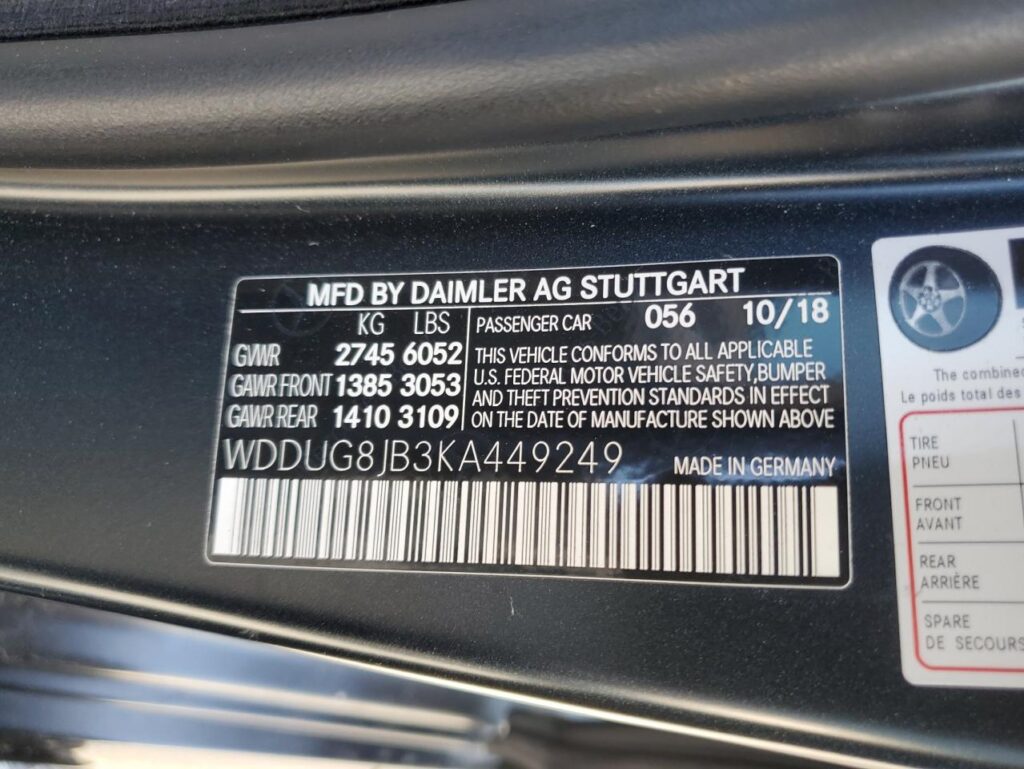 MFD BY DAIMLER AG STUTTGART
KG LBS
GVWR 2745 6052
GAWR FRONT 1385 3053
GAWR REAR 1410 3109
PASSENGER CAR 056 10/18
THIS VEHICLE CONFORMS TO ALL APPLICABLE
U.S. FEDERAL MOTOR VEHICLE SAFETY,BUMPER
AND THEFT PREVENTION STANDARDS IN EFFECT
ON THE DATE OF MANUFACTURE SHOWN ABOVE
WDDUG8JB3KA449249 MADE IN GERMANY
The combined
Le poids total des
TIRE
PNEU
FRONT
AVANT
REAR
ARRIÈRE
SPARE
DE SECOURS